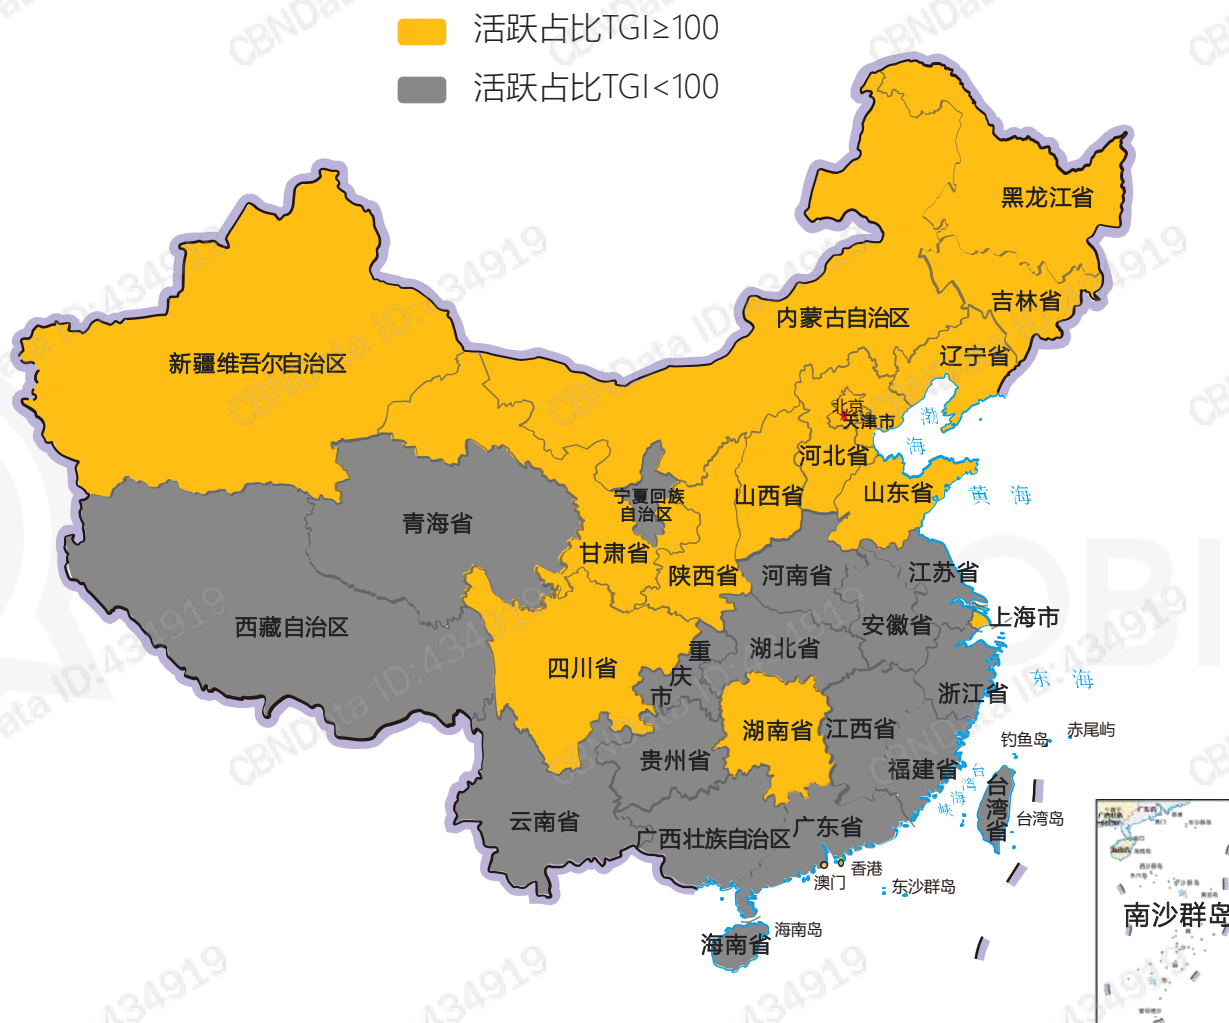 活跃占比TGI≥100
活跃占比TGI<100
黑龙江省
吉林省
内蒙古自治区
辽宁省
新疆维吾尔自治区
北京
天津市
渤
海
河北省
山东省
黄 海
山西省
宁夏回族
自治区
青海省
甘肃省
陕西省
河南省
江苏省
上海市
安徽省
西藏自治区
湖北省
四川省
重
庆
市
浙江省
东 海
湖南省
江西省
钓鱼岛
赤尾屿
贵州省
福建省
台
湾
海
峡
台
湾
省
台湾岛
云南省
广西壮族自治区
广东省
香港
澳门
东沙群岛
海南岛
海南省
南沙群岛
CBNData ID:434919